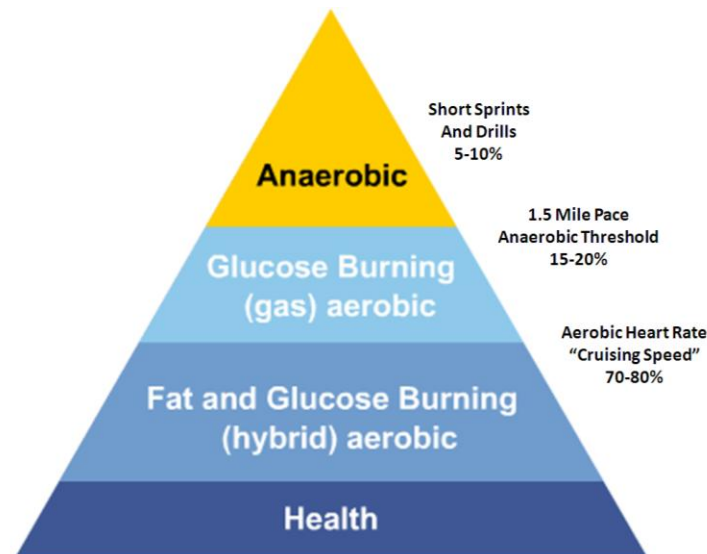 Short Sprints
And Drills
5-10%
Anaerobic
1.5 Mile Pace
Anaerobic Threshold
15-20%
Glucose Burning
(gas) aerobic
Aerobic Heart Rate
“Cruising Speed”
70-80%
Fat and Glucose Burning
(hybrid) aerobic
Health